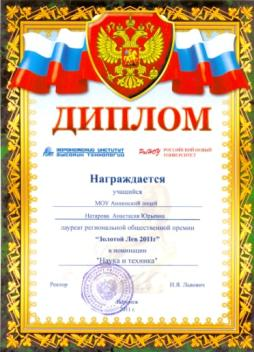 ДИПЛОМ
ВОРОНЕЖСКИЙ ИНСТИТУТ
ВЫСОКИХ ТЕХНОЛОГИЙ
РосНОУ
РОССИЙСКИЙ НОВЫЙ
УНИВЕРСИТЕТ
Награждается
учащийся
МОУ Аннинский лицей
Анастасия Юрьевна
лауреат региональной общественной премии
"Золотой Лев 2011г"
в номинации
"Наука и техника"
Ректор
И.Я. Львович
Воронеж
2011 г.